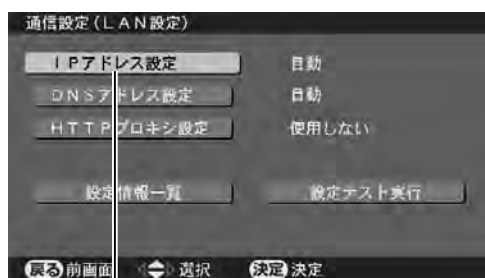 通信設定(LAN設定)
IPアドレス設定 自動
DNSアドレス設定 自動
HTTPプロキシ設定 使用しない
設定情報一覧 設定テスト実行
戻る 前画面 選択 決定 決定